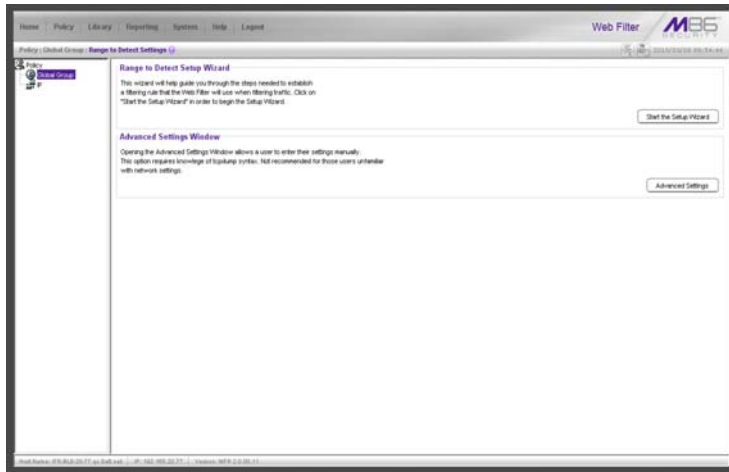 Home Policy Library Reporting System Help Logout
Web Filter
M86
SECURITY
Policy : Global Group : Range to Detect Settings
Policy
Global Group
IP
Range to Detect Setup Wizard
This wizard will help guide you through the steps needed to establish
a filtering rule that the Web Filter will use when filtering traffic. Click on
"Start the Setup Wizard" in order to begin the Setup Wizard.
Start the Setup Wizard
Advanced Settings Window
Opening the Advanced Settings Window allows a user to enter their settings manually.
This option requires knowlege of tcpdump syntax. Not recommended for those users unfamiliar
with network settings.
Advanced Settings
Host Name: